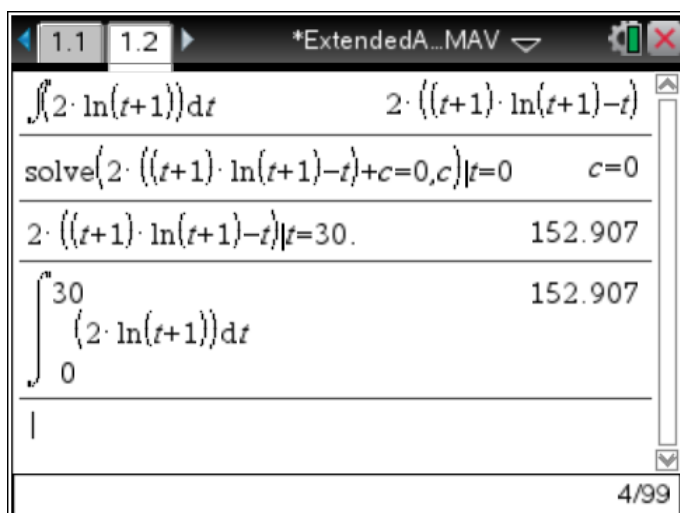 1.1 1.2 *ExtendedA...MAV
∫(2·ln(t+1))dt 2·((t+1)·ln(t+1)−t)
solve(2·((t+1)·ln(t+1)−t)+c=0,c)|t=0 c=0
2·((t+1)·ln(t+1)−t)|t=30. 152.907
30 152.907
∫ (2·ln(t+1))dt
0
4/99